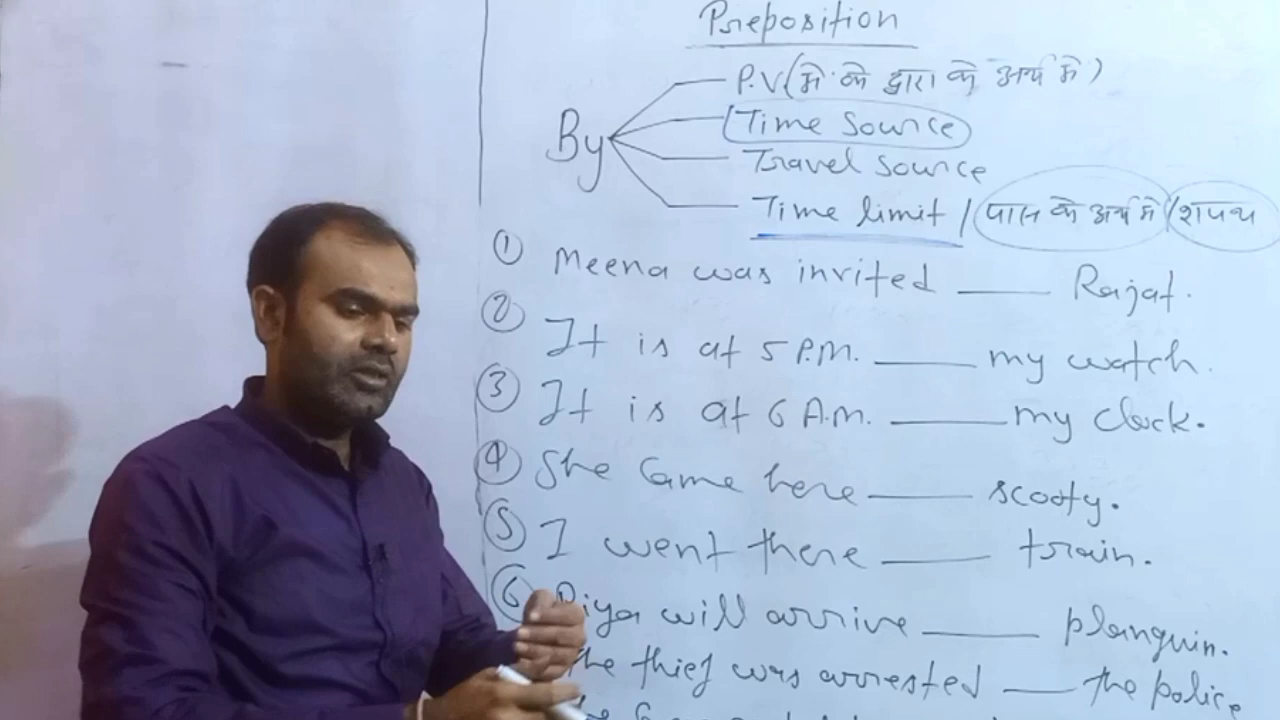 Preposition
By
P.V. (में के द्वारा के अर्थ में)
Time source
Travel source
Time limit / पास के अर्थ में / शपथ
① Meena was invited ____ Rajat.
② It is at 5 P.M. ____ my watch.
③ It is at 6 A.M. ____ my clock.
④ She came here ____ scooty.
⑤ I went there ____ train.
⑥ Piya will arrive ____ planquin.
The thief was arrested ____ the police